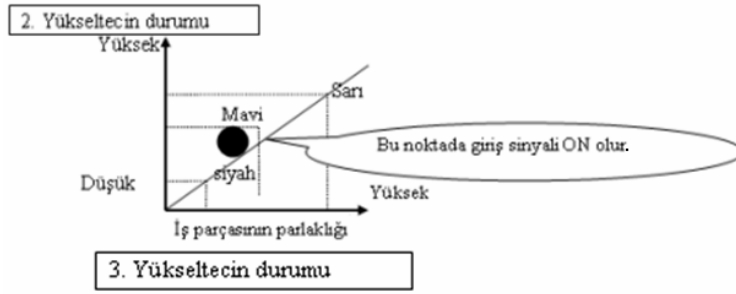 2. Yükseltecin durumu
Yüksek
Sarı
Mavi
Bu noktada giriş sinyali ON olur.
siyah
Düşük
Yüksek
İş parçasının parlaklığı
3. Yükseltecin durumu